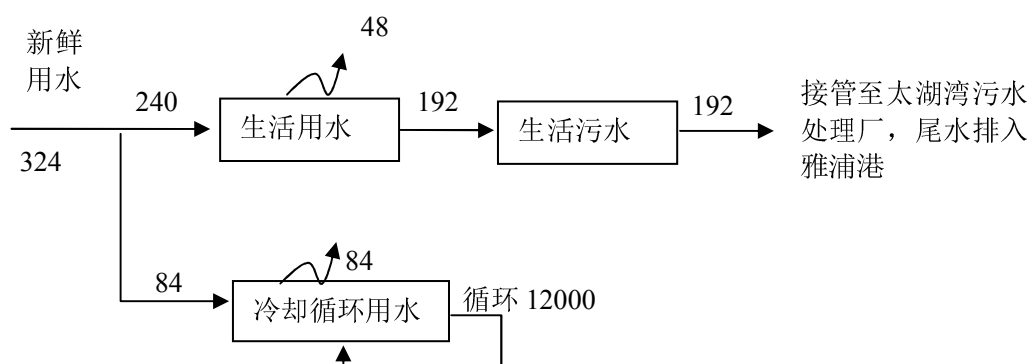 新鲜
用水
48
240
192
192
生活用水
生活污水
接管至太湖湾污水
处理厂，尾水排入
雅浦港
324
84
84
冷却循环用水
循环 12000